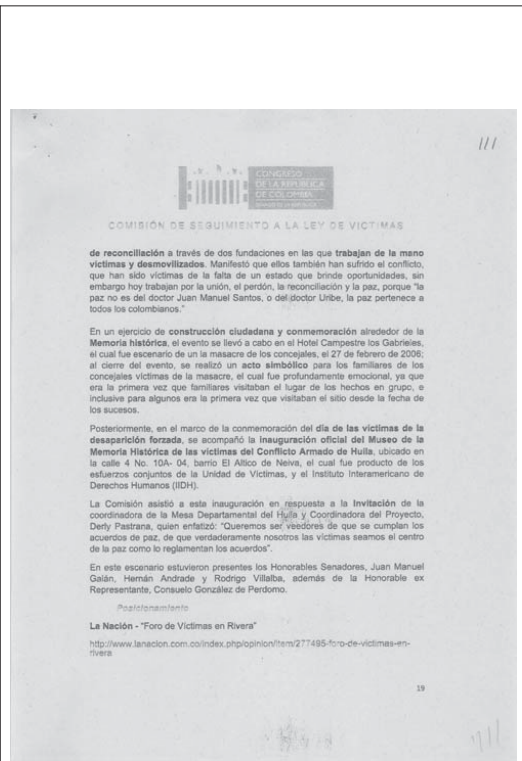 111
CONGRESO
DE LA REPUBLICA
DE COLOMBIA
COMISIÓN DE SEGUIMIENTO A LA LEY DE VICTIMAS
de reconciliación a través de dos fundaciones en las que trabajan de la mano
victimas y desmovilizados. Manifestó que ellos también han sufrido el conflicto,
que han sido víctimas de la falta de un estado que brinde oportunidades, sin
embargo hoy trabajan por la unión, el perdón, la reconciliación y la paz, porque "la
paz no es del doctor Juan Manuel Santos, o del doctor Uribe, la paz pertenece a
todos los colombianos."
En un ejercicio de construcción ciudadana y conmemoración alrededor de la
Memoria histórica, el evento se llevó a cabo en el Hotel Campestre los Gabrieles,
el cual fue escenario de un la masacre de los concejales, el 27 de febrero de 2006;
al cierre del evento, se realizó un acto simbólico para los familiares de los
concejales víctimas de la masacre, el cual fue profundamente emocional, ya que
era la primera vez que familiares visitaban el lugar de los hechos en grupo, e
inclusive para algunos era la primera vez que visitaban el sitio desde la fecha de
los sucesos.
Posteriormente, en el marco de la conmemoración del día de las víctimas de la
desaparición forzada, se acompañó la inauguración oficial del Museo de la
Memoria Histórica de las victimas del Conflicto Armado de Huila, ubicado en
la calle 4 No. 10A- 04, barrio El Altico de Neiva, el cual fue producto de los
esfuerzos conjuntos de la Unidad de Víctimas, y el Instituto Interamericano de
Derechos Humanos (IIDH).
La Comisión asistió a esta inauguración en respuesta a la Invitación de la
coordinadora de la Mesa Departamental del Huila y Coordinadora del Proyecto,
Derly Pastrana, quien enfatizó: "Queremos ser veedores de que se cumplan los
acuerdos de paz, de que verdaderamente nosotros las víctimas seamos el centro
de la paz como lo reglamentan los acuerdos".
En este escenario estuvieron presentes los Honorables Senadores, Juan Manuel
Galán, Hernán Andrade y Rodrigo Villalba, además de la Honorable ex
Representante, Consuelo González de Perdomo.
Posicionamiento
La Nación - "Foro de Víctimas en Rivera"
http://www.lanacion.com.co/index.php/opinion/item/277495-foro-de-victimas-en-
rivera
19